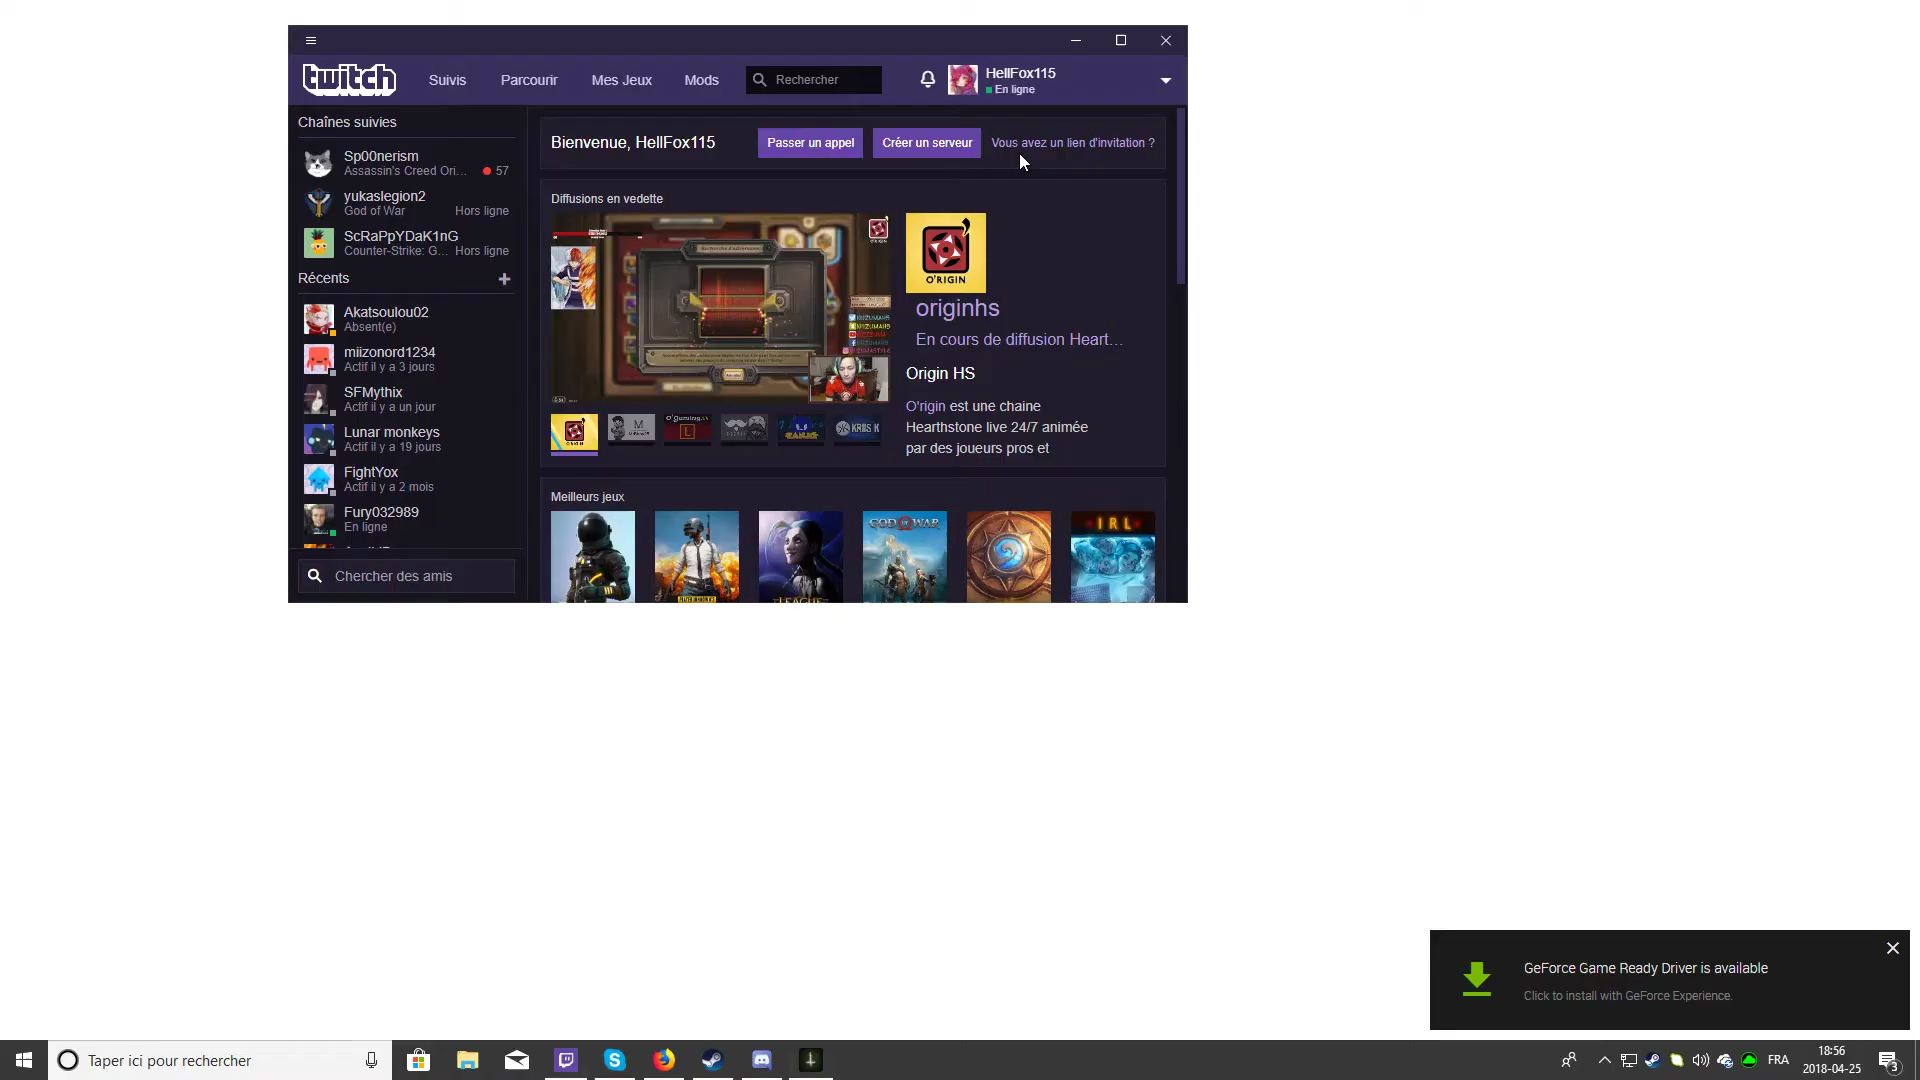 twitch
Suivis
Parcourir
Mes Jeux
Mods
Rechercher
HellFox115
En ligne
Chaînes suivies
Sp00nerism
Assassin's Creed Ori...
57
yukaslegion2
God of War
Hors ligne
ScRaPpYDaK1nG
Counter-Strike: G...
Hors ligne
Récents
Akatsoulou02
Absent(e)
miizonord1234
Actif il y a 3 jours
SFMythix
Actif il y a un jour
Lunar monkeys
Actif il y a 19 jours
FightYox
Actif il y a 2 mois
Fury032989
En ligne
Chercher des amis
Bienvenue, HellFox115
Passer un appel
Créer un serveur
Vous avez un lien d'invitation ?
Diffusions en vedette
O'RIGIN
originhs
En cours de diffusion Heart...
Origin HS
O'rigin est une chaine
Hearthstone live 24/7 animée
par des joueurs pros et
Meilleurs jeux
GOD OF WAR
IRL
GeForce Game Ready Driver is available
Click to install with GeForce Experience.
Taper ici pour rechercher
FRA
18:56
2018-04-25
3